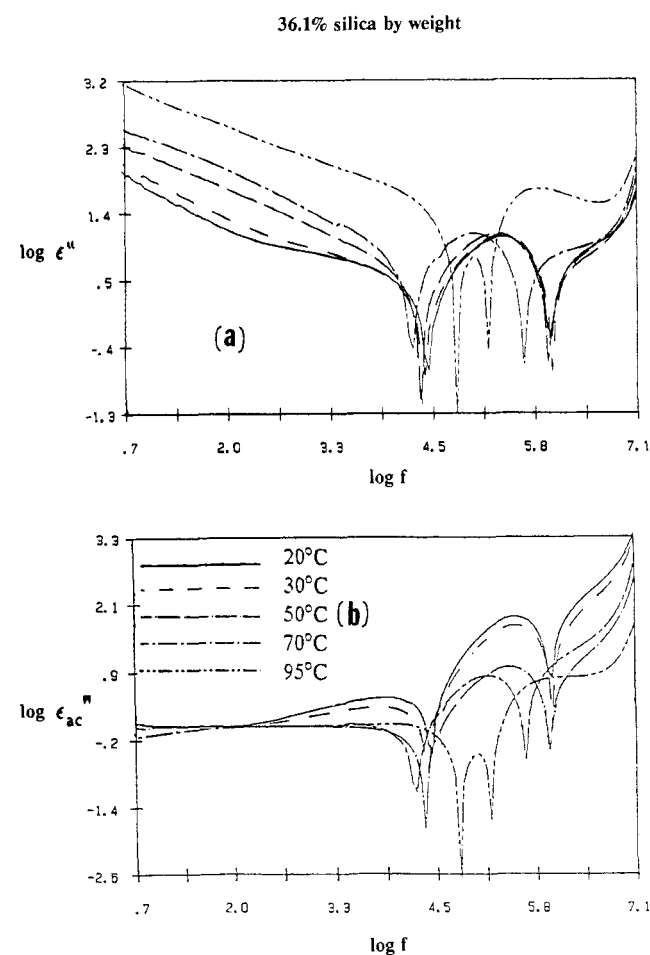 36.1% silica by weight
3.2
2.3
1.4
.5
-.4
-1.3
log ϵ"
(a)
.7 2.0 3.3 4.5 5.8 7.1
log f
3.3
2.1
.9
-.2
-1.4
-2.6
log ϵac"
20°C
30°C
50°C (b)
70°C
95°C
.7 2.0 3.3 4.5 5.8 7.1
log f